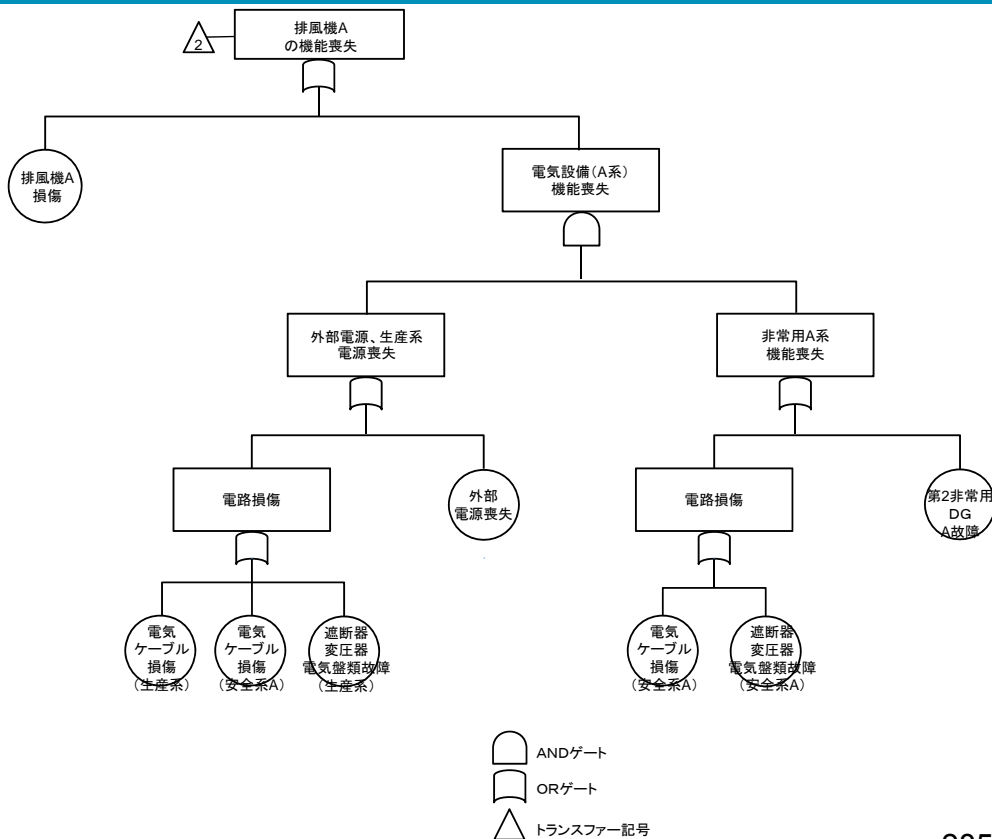 排風機A
の機能喪失
2
排風機A
損傷
電気設備(A系)
機能喪失
外部電源、生産系
電源喪失
非常用A系
機能喪失
電路損傷
外部
電源喪失
電路損傷
第2非常用
DG
A故障
電気
ケーブル
損傷
(生産系)
電気
ケーブル
損傷
(安全系A)
遮断器
変圧器
電気盤類故障
(生産系)
電気
ケーブル
損傷
(安全系A)
遮断器
変圧器
電気盤類故障
(安全系A)
ANDゲート
ORゲート
トランスファー記号